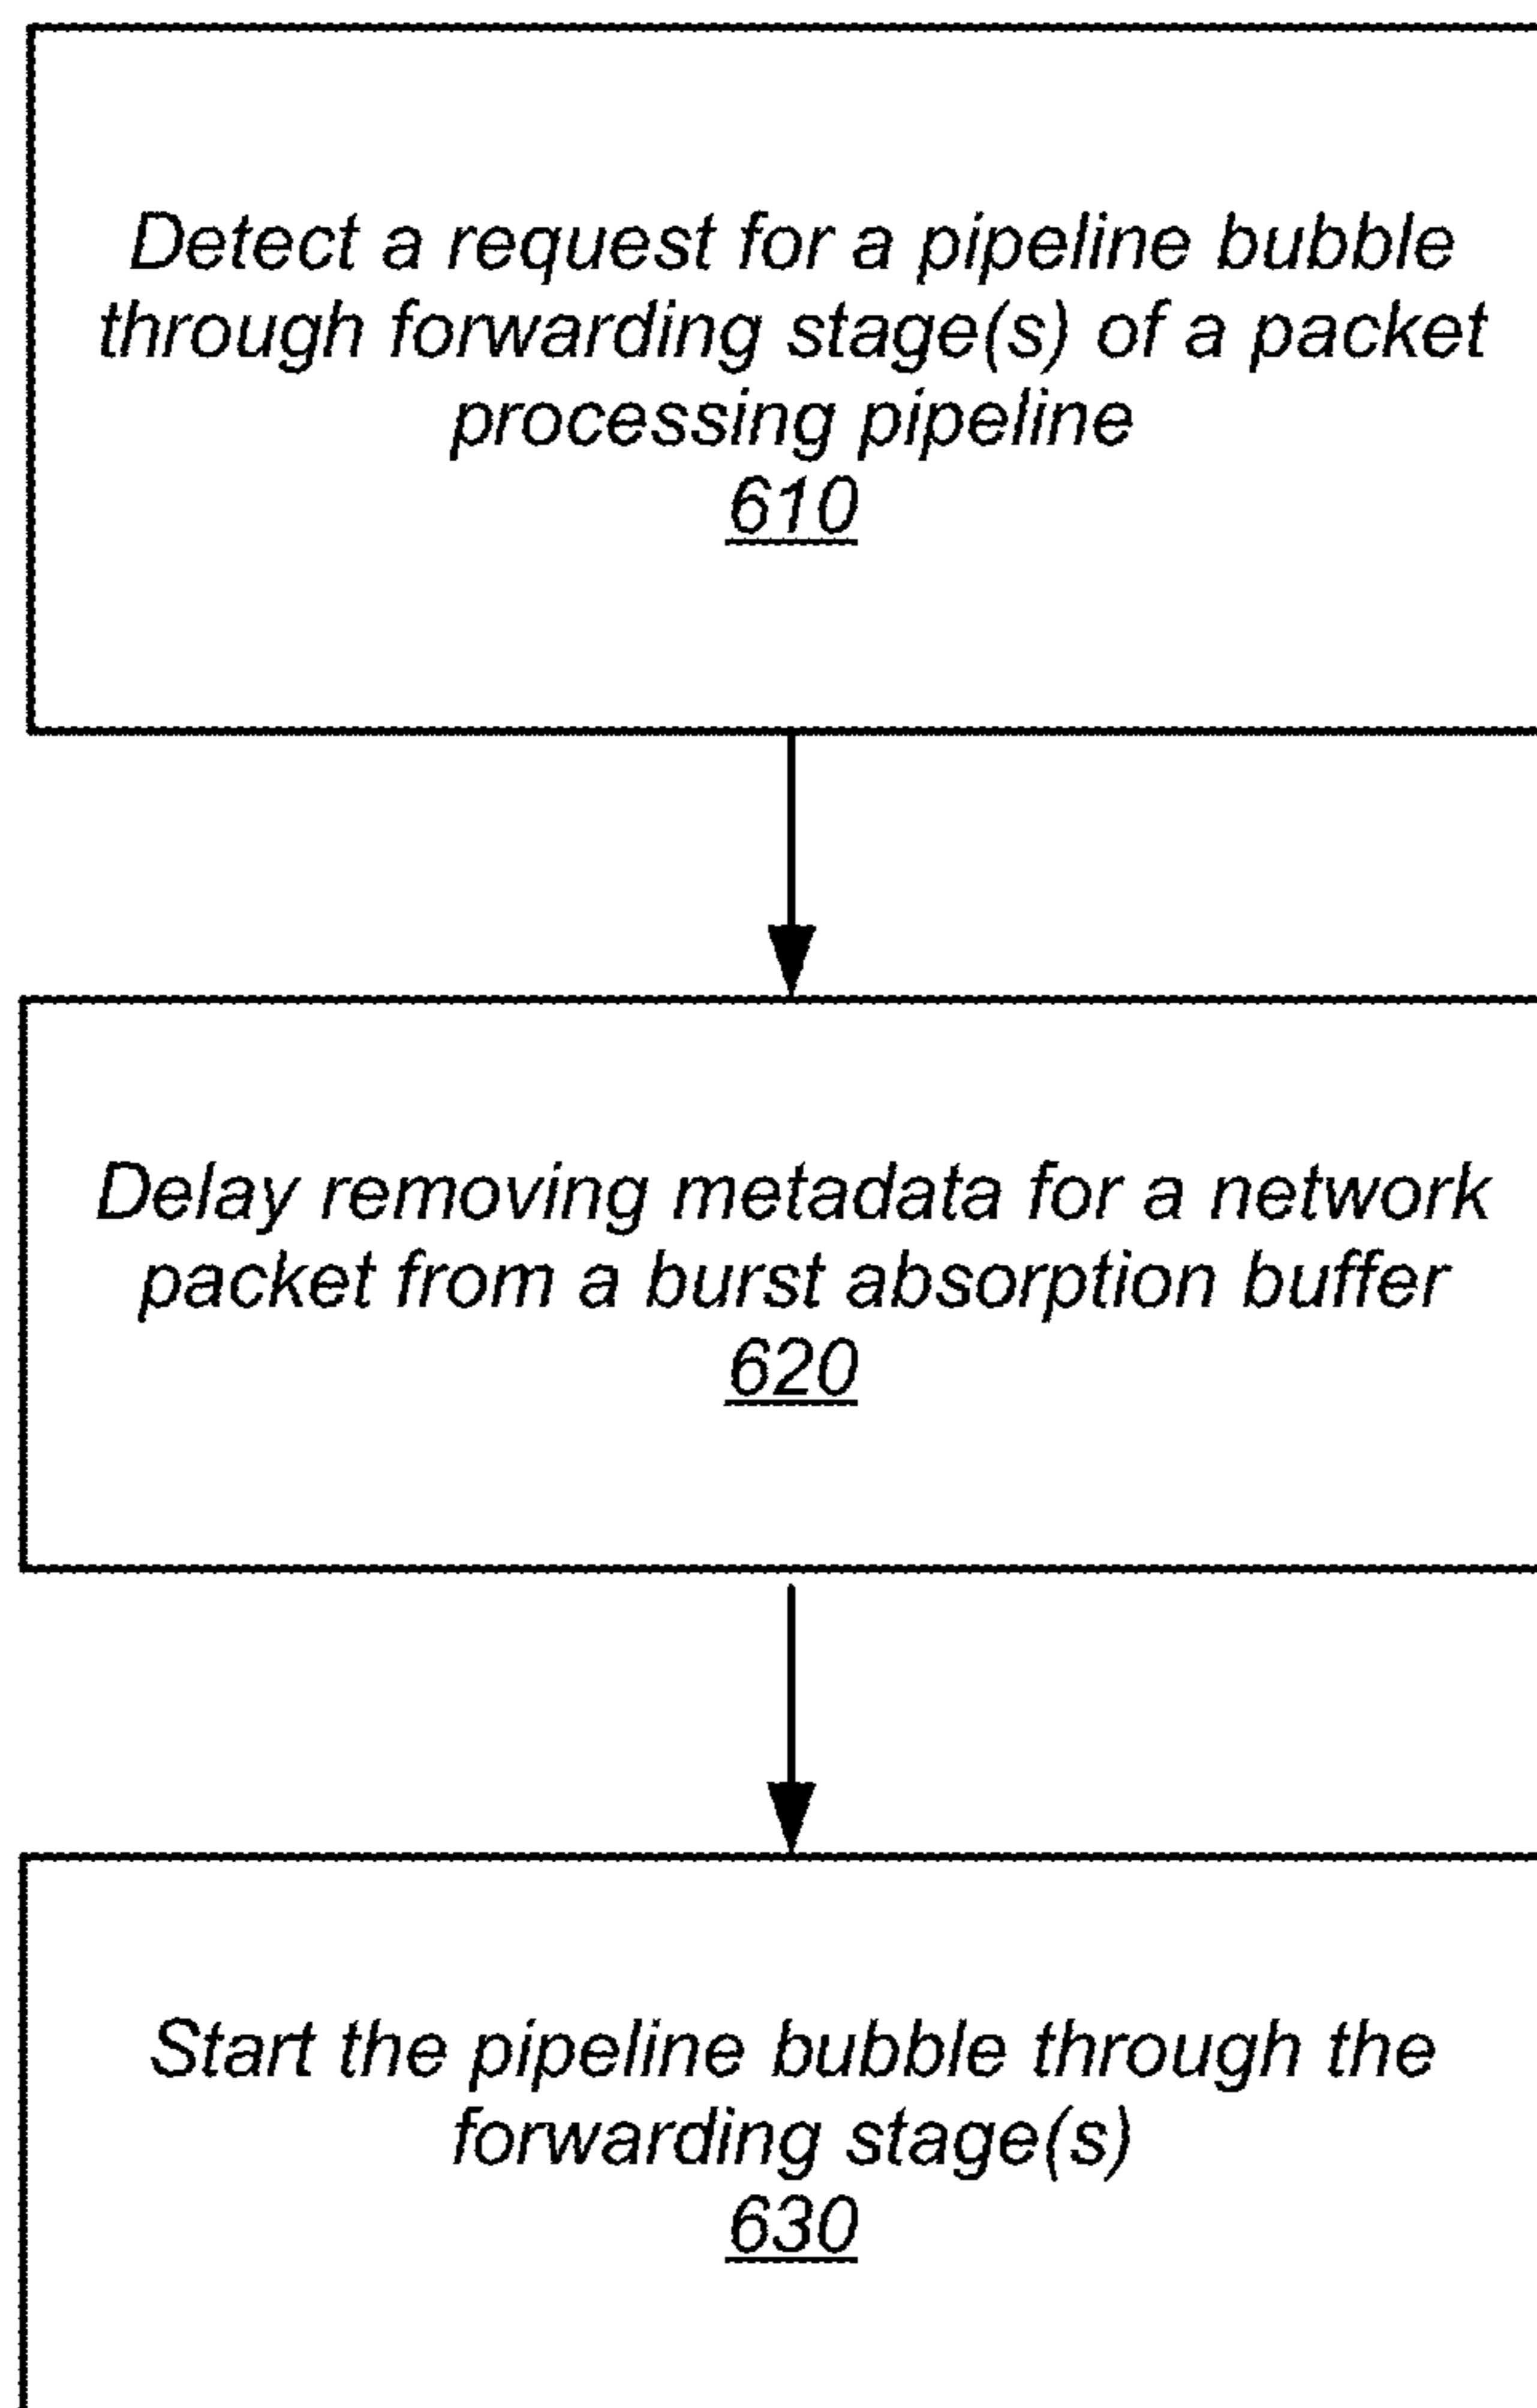 Detect a request for a pipeline bubble
through forwarding stage(s) of a packet
processing pipeline
610
Delay removing metadata for a network
packet from a burst absorption buffer
620
Start the pipeline bubble through the
forwarding stage(s)
630